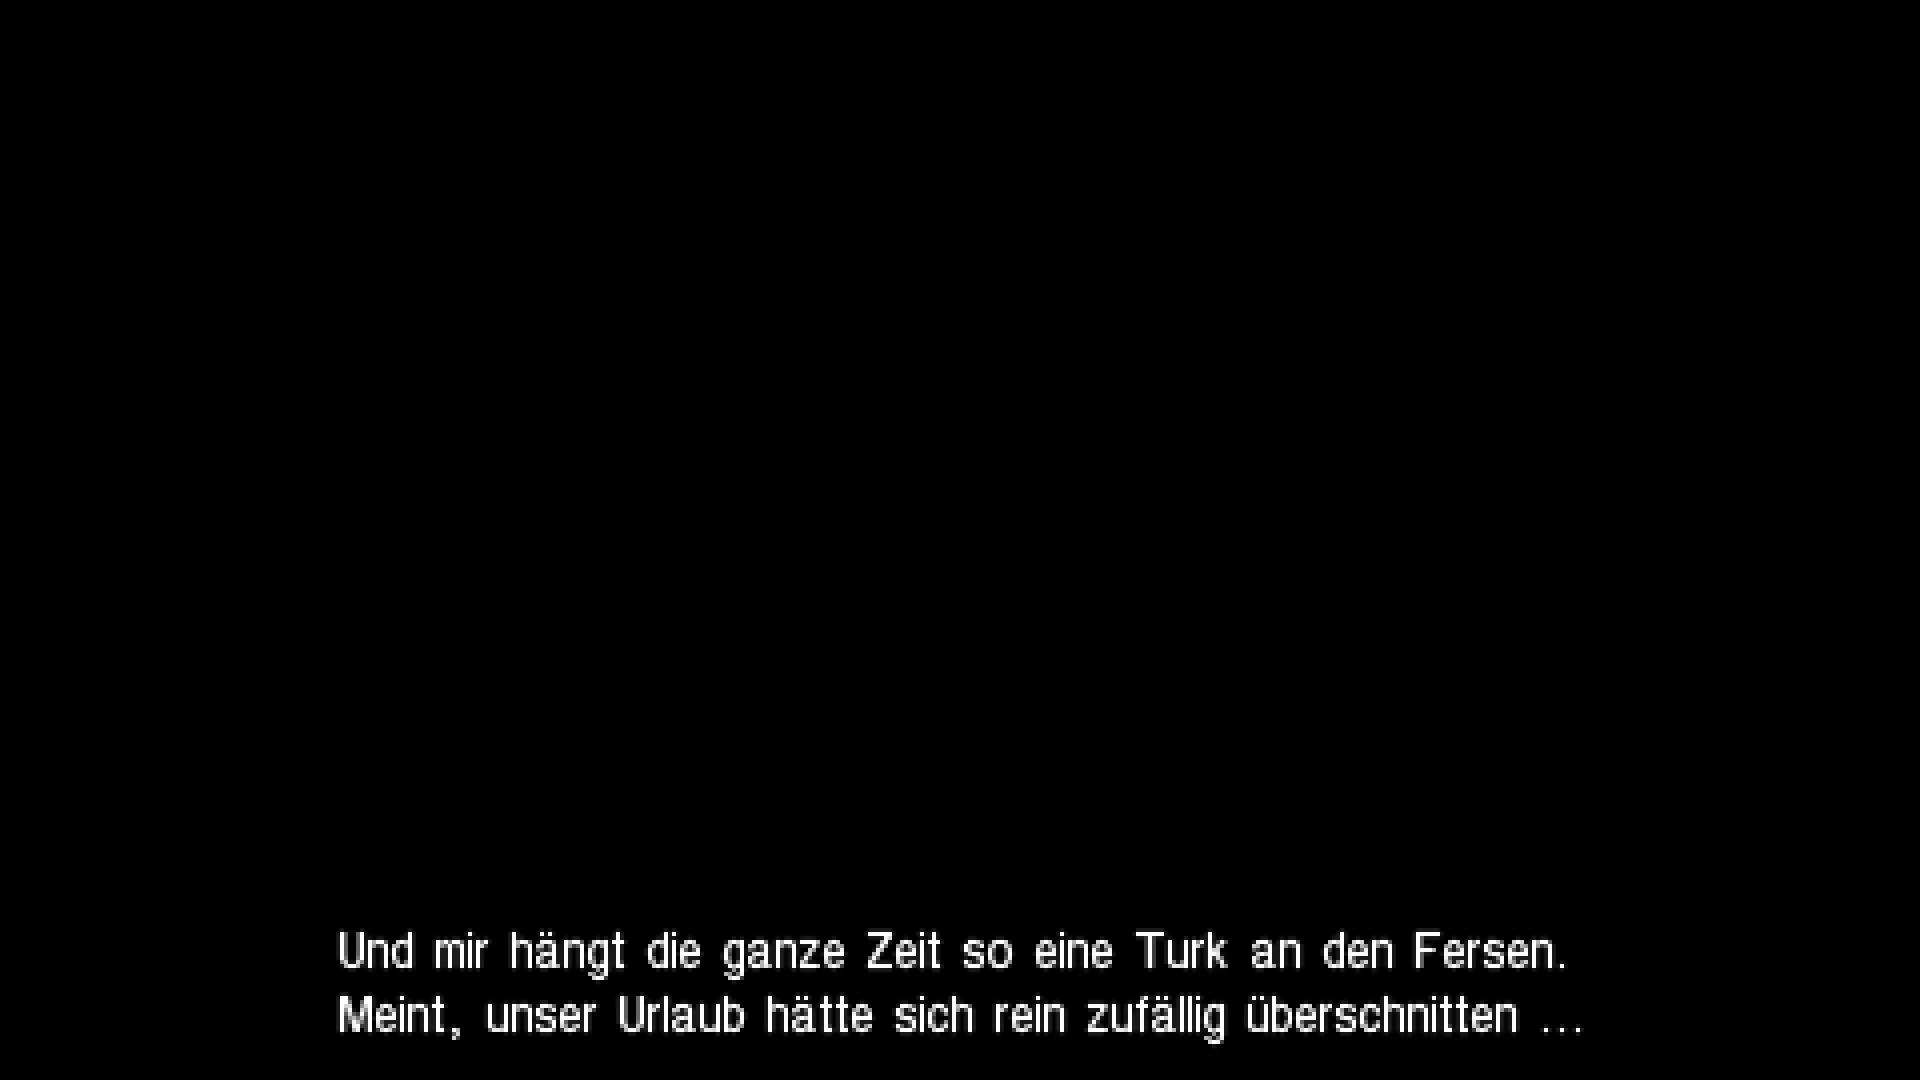 Und mir hängt die ganze Zeit so eine Turk an den Fersen.
Meint, unser Urlaub hätte sich rein zufällig überschnitten ...